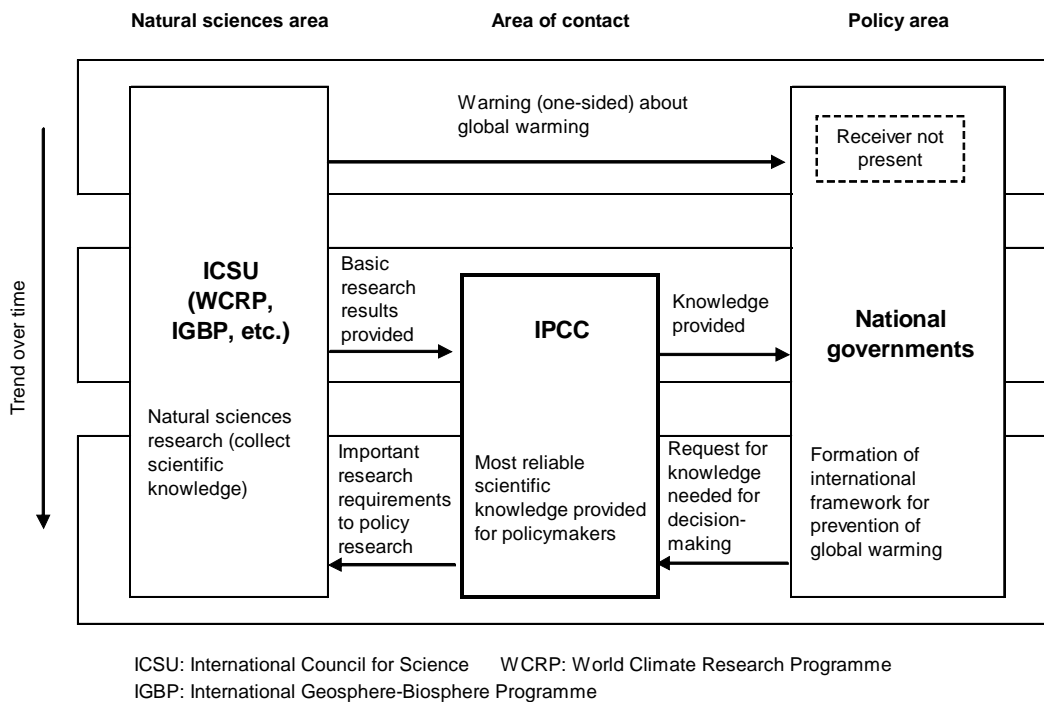 Natural sciences area
Area of contact
Policy area
Trend over time
Warning (one-sided) about
global warming
Receiver not
present
ICSU
(WCRP,
IGBP, etc.)
Basic
research
results
provided
IPCC
Knowledge
provided
National
governments
Natural sciences
research (collect
scientific
knowledge)
Important
research
requirements
to policy
research
Most reliable
scientific
knowledge provided
for policymakers
Request for
knowledge
needed for
decision-
making
Formation of
international
framework for
prevention of
global warming
ICSU: International Council for Science WCRP: World Climate Research Programme
IGBP: International Geosphere-Biosphere Programme